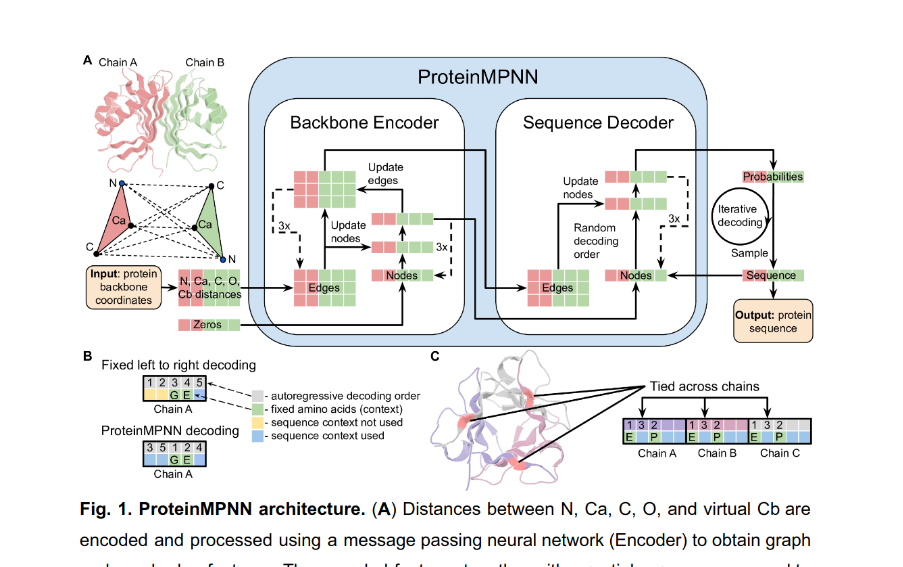 A
Chain A
Chain B
ProteinMPNN
Backbone Encoder
Sequence Decoder
N
C
Ca
Ca
C
N
Update
edges
Update
nodes
3x
3x
Edges
Nodes
Update
nodes
Random
decoding
order
3x
Edges
Nodes
Probabilities
Iterative
decoding
Sample
Sequence
Input: protein
backbone
coordinates
N, Ca, C, O,
Cb distances
Zeros
Output: protein
sequence
B
Fixed left to right decoding
1 2 3 4 5
G E
Chain A
ProteinMPNN decoding
3 5 1 2 4
G E
Chain A
- autoregressive decoding order
- fixed amino acids (context)
- sequence context not used
- sequence context used
C
Tied across chains
1 3 2 1 3 2 1 3 2
E P E P E P
Chain A Chain B Chain C
Fig. 1. ProteinMPNN architecture. (A) Distances between N, Ca, C, O, and virtual Cb are
encoded and processed using a message passing neural network (Encoder) to obtain graph